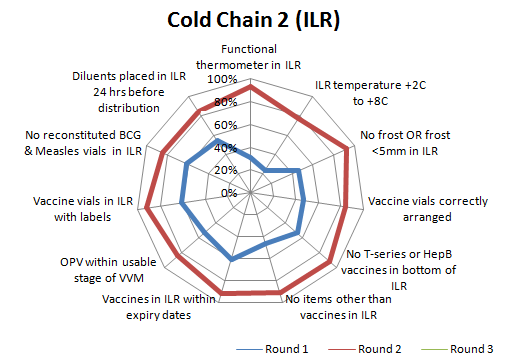 Cold Chain 2 (ILR)
Functional
thermometer in ILR
100%
80%
60%
40%
20%
0%
ILR temperature +2C
to +8C
No frost OR frost
<5mm in ILR
Vaccine vials correctly
arranged
No T-series or HepB
vaccines in bottom of
ILR
No items other than
vaccines in ILR
Vaccines in ILR within
expiry dates
OPV within usable
stage of VVM
Vaccine vials in ILR
with labels
No reconstituted BCG
& Measles vials in ILR
Diluents placed in ILR
24 hrs before
distribution
Round 1
Round 2
Round 3